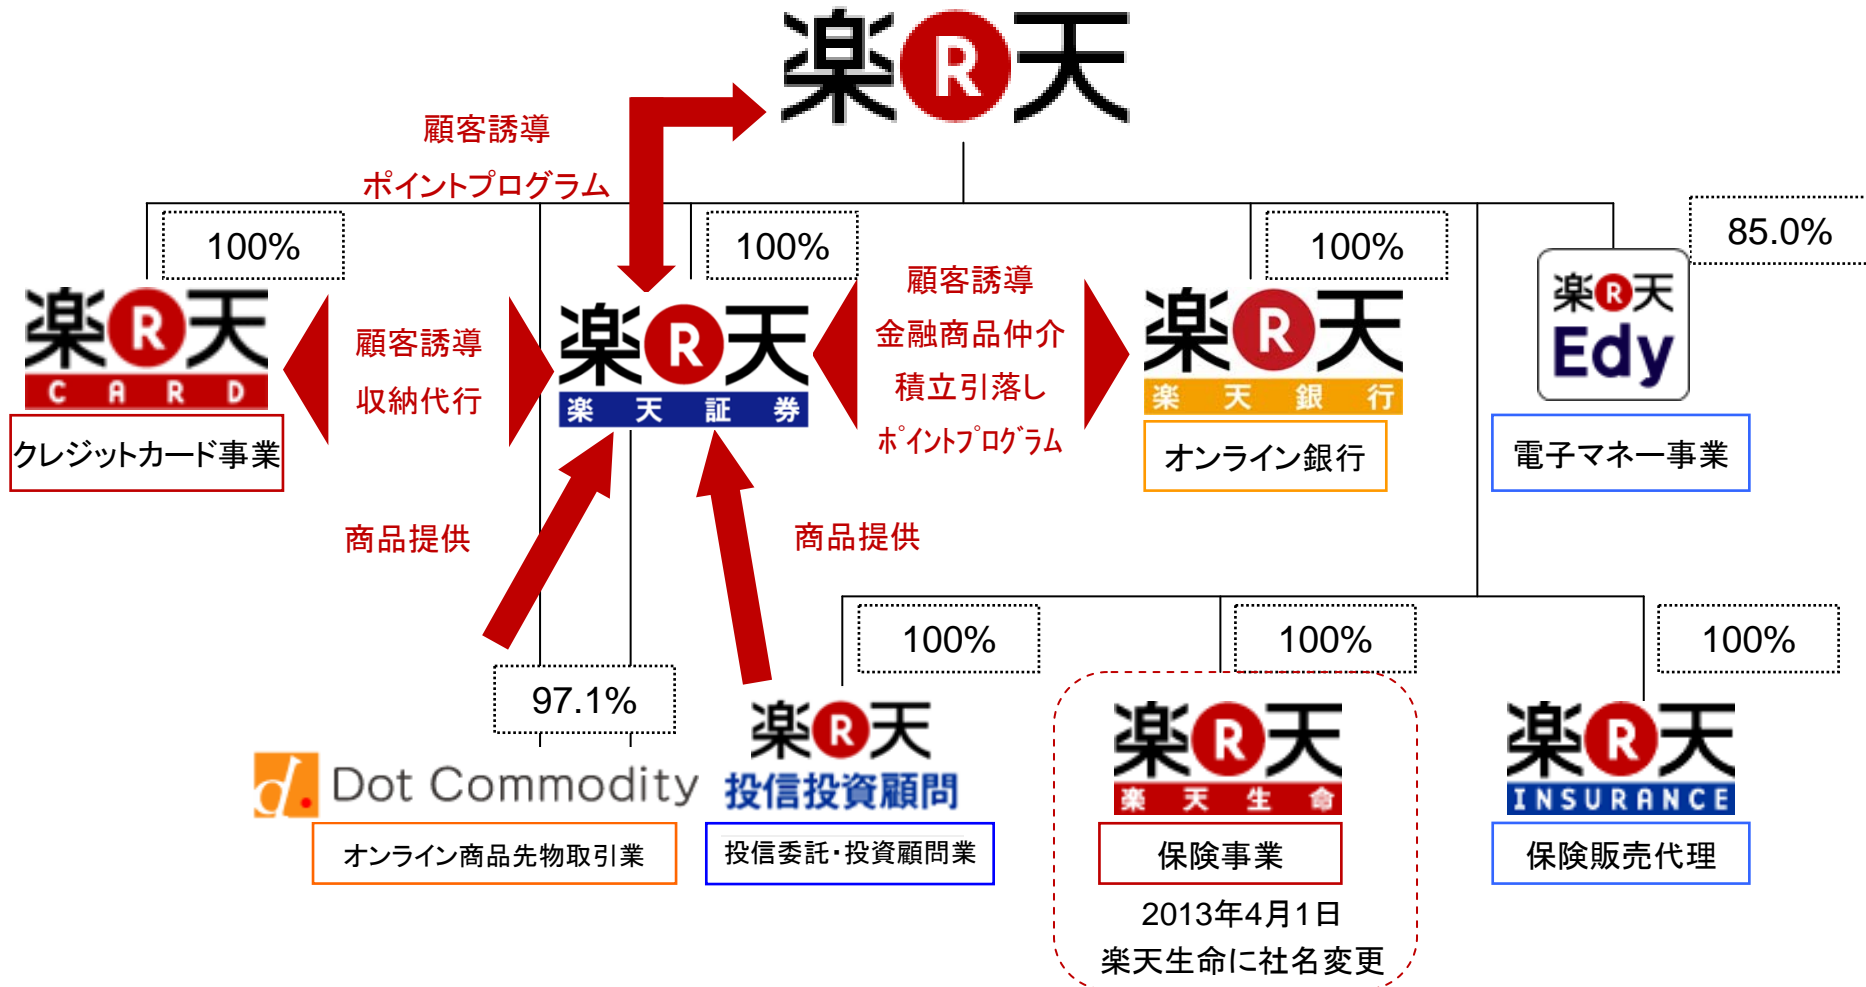 楽R天
顧客誘導
ポイントプログラム
100%
100%
100%
85.0%
楽R天
CARD
クレジットカード事業
顧客誘導
収納代行
楽R天
楽天証券
顧客誘導
金融商品仲介
積立引落し
ポイントプログラム
楽R天
楽天銀行
オンライン銀行
楽R天
Edy
電子マネー事業
商品提供
商品提供
97.1%
100%
100%
100%
d. Dot Commodity
オンライン商品先物取引業
楽R天
投信投資顧問
投信委託・投資顧問業
楽R天
楽天生命
保険事業
2013年4月1日
楽天生命に社名変更
楽R天
INSURANCE
保険販売代理